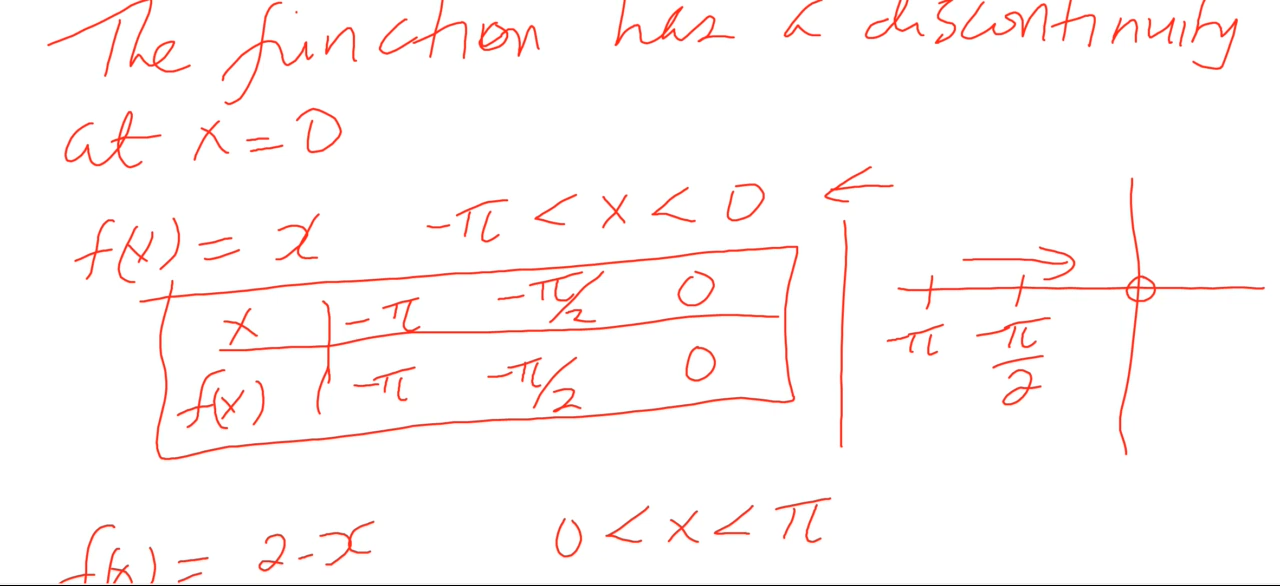 The function has a discontinuity
at x=0
f(x) = x -π < x < 0
x -π -π/2 0
f(x) -π -π/2 0
-π -π/2
f(x) = 2-x 0<x<π